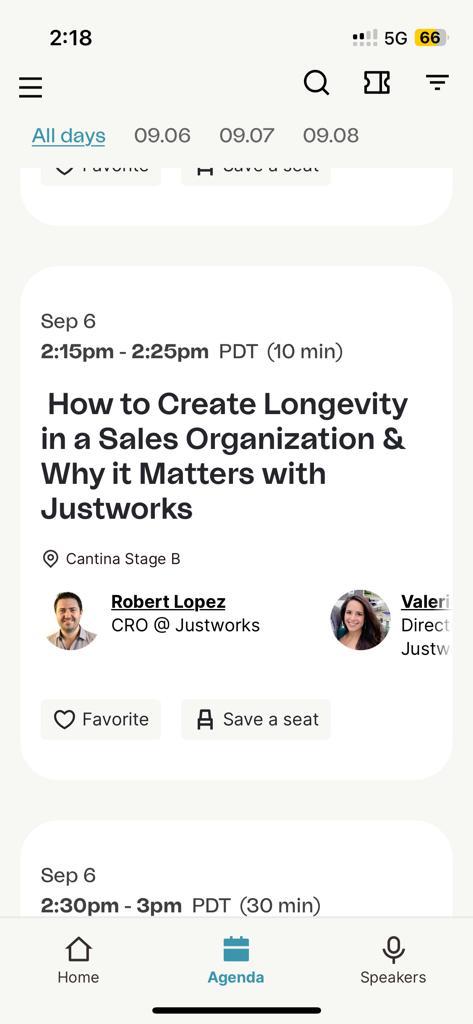 2:18
5G 66
All days 09.06 09.07 09.08
Favorite Save a seat
Sep 6
2:15pm - 2:25pm PDT (10 min)
How to Create Longevity
in a Sales Organization &
Why it Matters with
Justworks
Cantina Stage B
Robert Lopez
CRO @ Justworks
Valeri
Direct
Justw
Favorite Save a seat
Sep 6
2:30pm - 3pm PDT (30 min)
Home Agenda Speakers